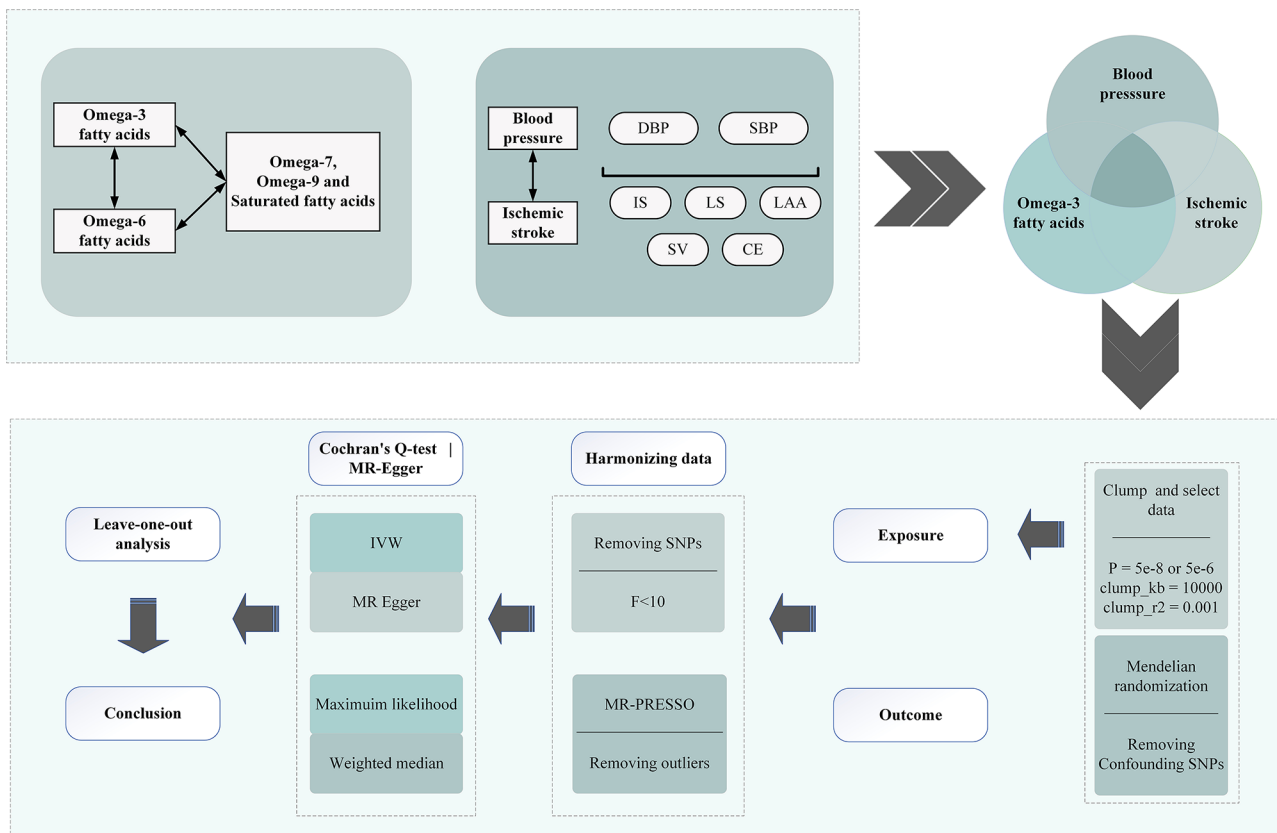 Omega-3
fatty acids
Omega-6
fatty acids
Omega-7,
Omega-9 and
Saturated fatty acids
Blood
pressure
Ischemic
stroke
DBP
SBP
IS
LS
LAA
SV
CE
Blood
presssure
Omega-3
fatty acids
Ischemic
stroke
Clump and select
data
P = 5e-8 or 5e-6
clump_kb = 10000
clump_r2 = 0.001
Mendelian
randomization
Removing
Confounding SNPs
Exposure
Outcome
Harmonizing data
Removing SNPs
F<10
MR-PRESSO
Removing outliers
Cochran's Q-test |
MR-Egger
IVW
MR Egger
Maximuim likelihood
Weighted median
Leave-one-out
analysis
Conclusion